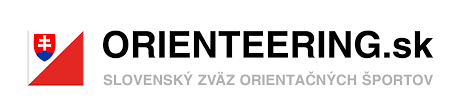 ORIENTEERING.sk
SLOVENSKÝ ZVÄZ ORIENTAČNÝCH ŠPORTOV